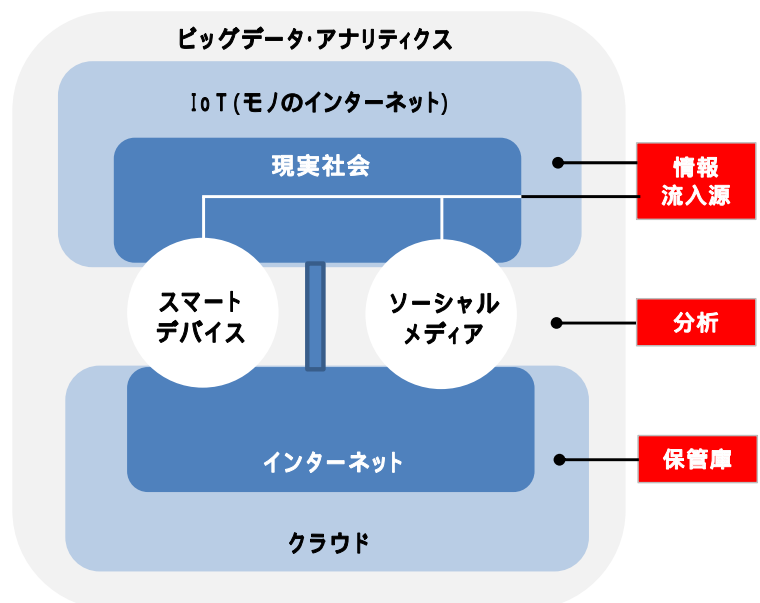 ビッグデータ・アナリティクス
IoT(モノのインターネット)
現実社会
情報
流入源
スマート
デバイス
ソーシャル
メディア
分析
インターネット
保管庫
クラウド